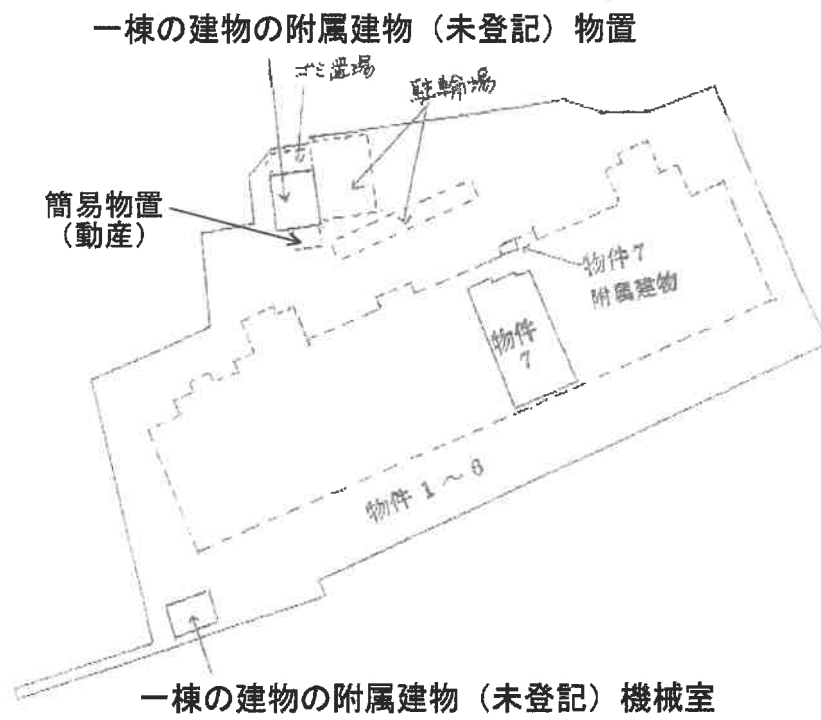 一棟の建物の附属建物（未登記）物置
ゴミ置場
駐輪場
簡易物置
（動産）
物件7
附属建物
物件
7
物件 1 ～ 6
一棟の建物の附属建物（未登記）機械室